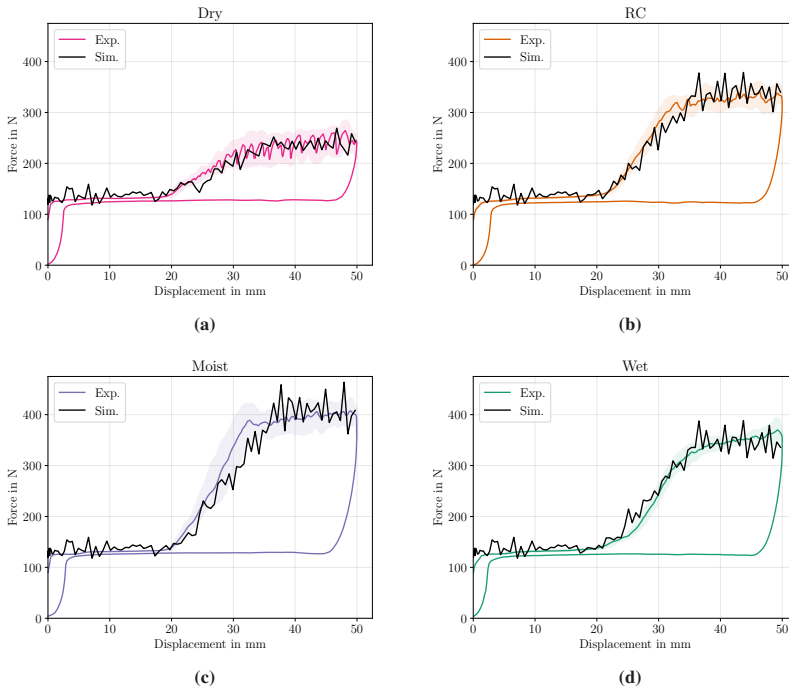 Dry
Exp.
Sim.
Force in N
400
300
200
100
0
0 10 20 30 40 50
Displacement in mm
(a)
RC
Exp.
Sim.
Force in N
400
300
200
100
0
0 10 20 30 40 50
Displacement in mm
(b)
Moist
Exp.
Sim.
Force in N
400
300
200
100
0
0 10 20 30 40 50
Displacement in mm
(c)
Wet
Exp.
Sim.
Force in N
400
300
200
100
0
0 10 20 30 40 50
Displacement in mm
(d)